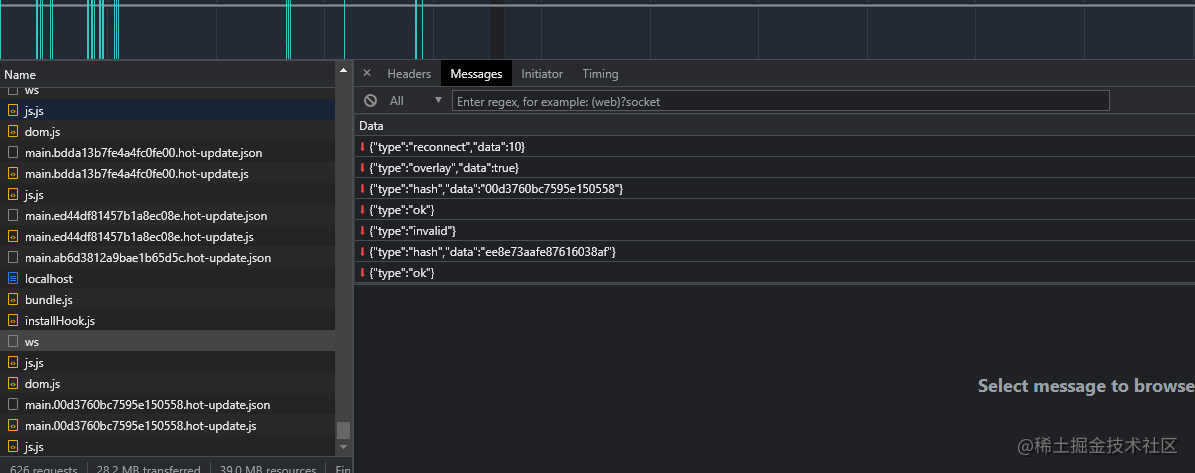 Name
ws
js.js
dom.js
main.bdda13b7fe4a4fc0fe00.hot-update.json
main.bdda13b7fe4a4fc0fe00.hot-update.js
js.js
main.ed44df81457b1a8ec08e.hot-update.json
main.ed44df81457b1a8ec08e.hot-update.js
main.ab6d3812a9bae1b65d5c.hot-update.json
localhost
bundle.js
installHook.js
ws
js.js
dom.js
main.00d3760bc7595e150558.hot-update.json
main.00d3760bc7595e150558.hot-update.js
js.js
626 requests 28.2 MB transferred 39.0 MB resources Fin
× Headers Messages Initiator Timing
All Enter regex, for example: (web)?socket
Data
{"type":"reconnect","data":10}
{"type":"overlay","data":true}
{"type":"hash","data":"00d3760bc7595e150558"}
{"type":"ok"}
{"type":"invalid"}
{"type":"hash","data":"ee8e73aafe87616038af"}
{"type":"ok"}
Select message to browse
@稀土掘金技术社区